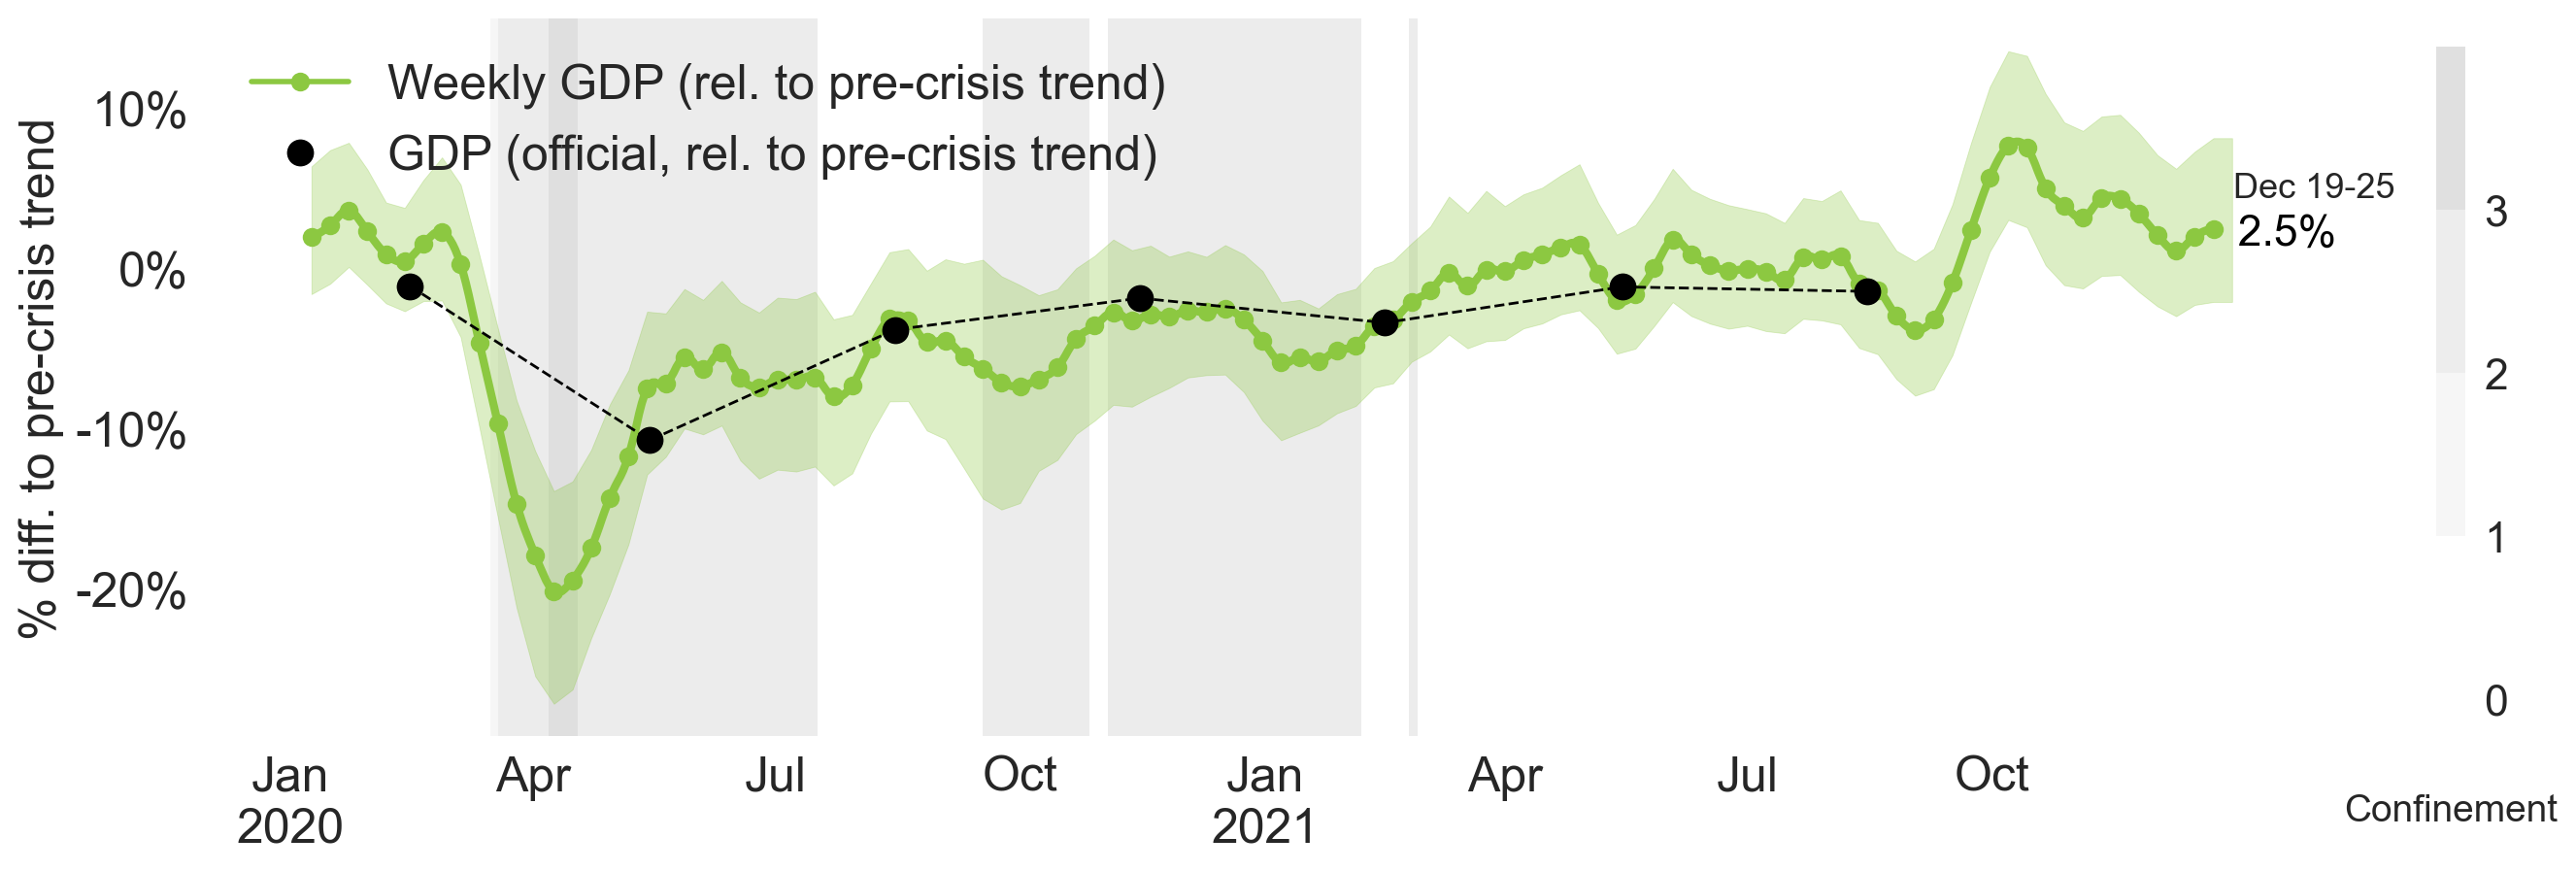 Weekly GDP (rel. to pre-crisis trend)
GDP (official, rel. to pre-crisis trend)
% diff. to pre-crisis trend
10%
0%
-10%
-20%
Dec 19-25
2.5%
3
2
1
0
Jan Apr Jul Oct Jan Apr Jul Oct
2020 2021
Confinement